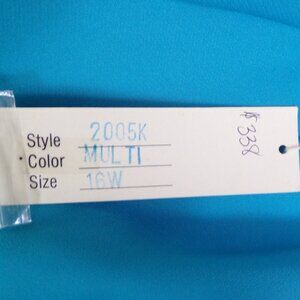 Style 2005K
Color MULTI
Size 16W
$338